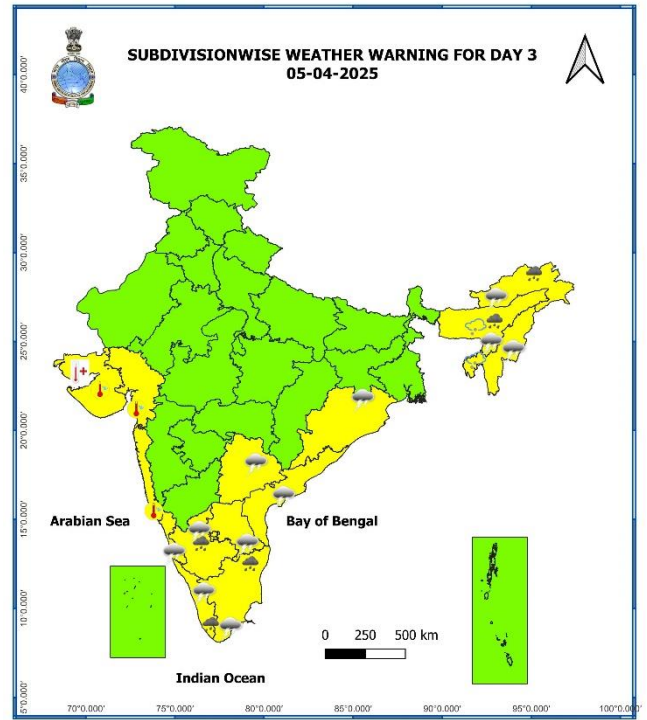 SUBDIVISIONWISE WEATHER WARNING FOR DAY 3
05-04-2025
40°0.000'
35°0.000'
30°0.000'
25°0.000'
20°0.000'
15°0.000'
10°0.000'
5°0.000'
Arabian Sea
Bay of Bengal
0 250 500 km
Indian Ocean
70°0.000' 75°0.000' 80°0.000' 85°0.000' 90°0.000' 95°0.000' 100°0.000'